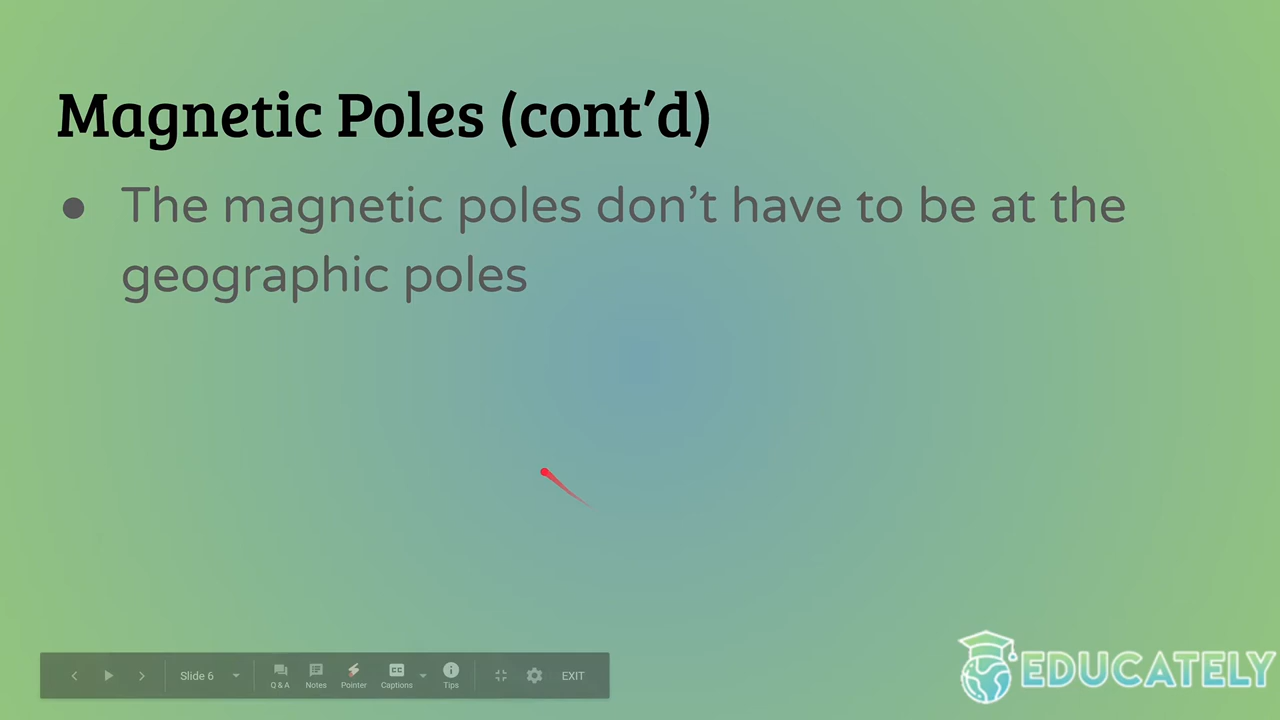 Magnetic Poles (cont’d)
● The magnetic poles don’t have to be at the
geographic poles
Slide 6
Q & A Notes Pointer Captions Tips EXIT
CC
EDUCATELY